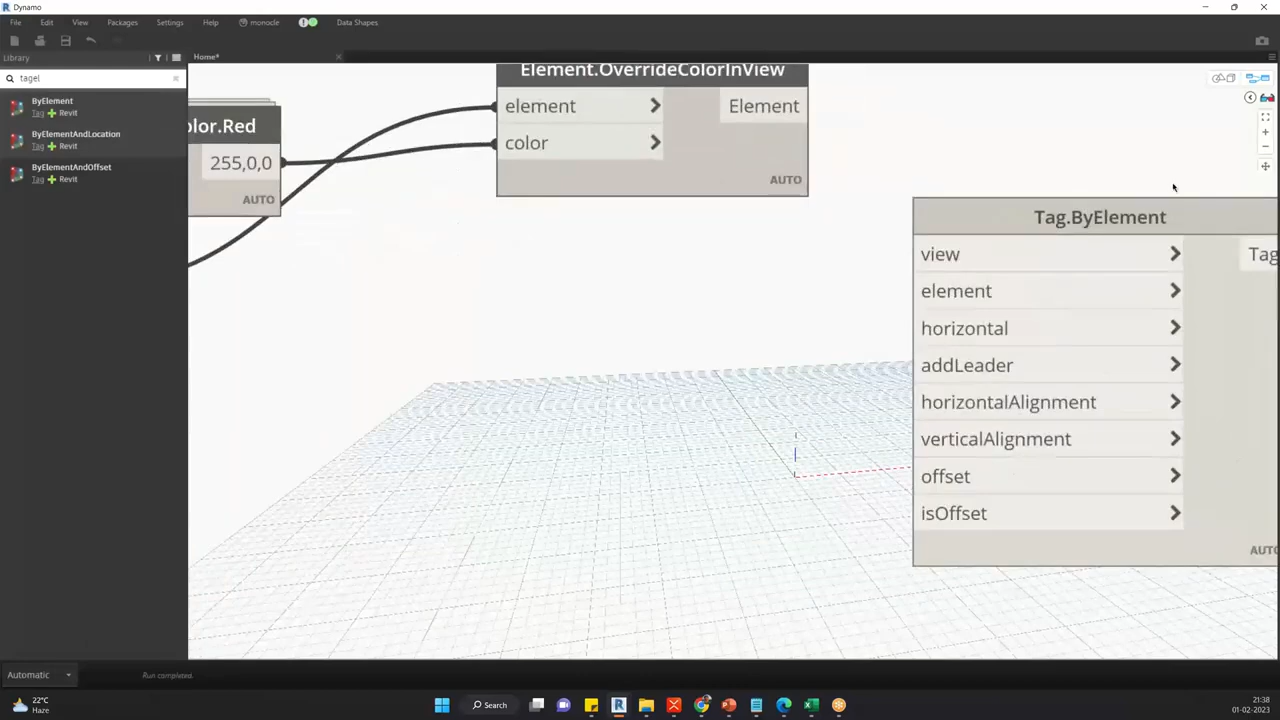 Dynamo
File Edit View Packages Settings Help monocle Data Shapes
Library
Home*
tagel
ByElement
Tag Revit
ByElementAndLocation
Tag Revit
ByElementAndOffset
Tag Revit
olor.Red
255,0,0
AUTO
Element.OverrideColorInView
element
Element
color
AUTO
Tag.ByElement
view
Tag
element
horizontal
addLeader
horizontalAlignment
verticalAlignment
offset
isOffset
AUTO
Automatic
Run completed.
22°C
Haze
Search
21:38
01-02-2023